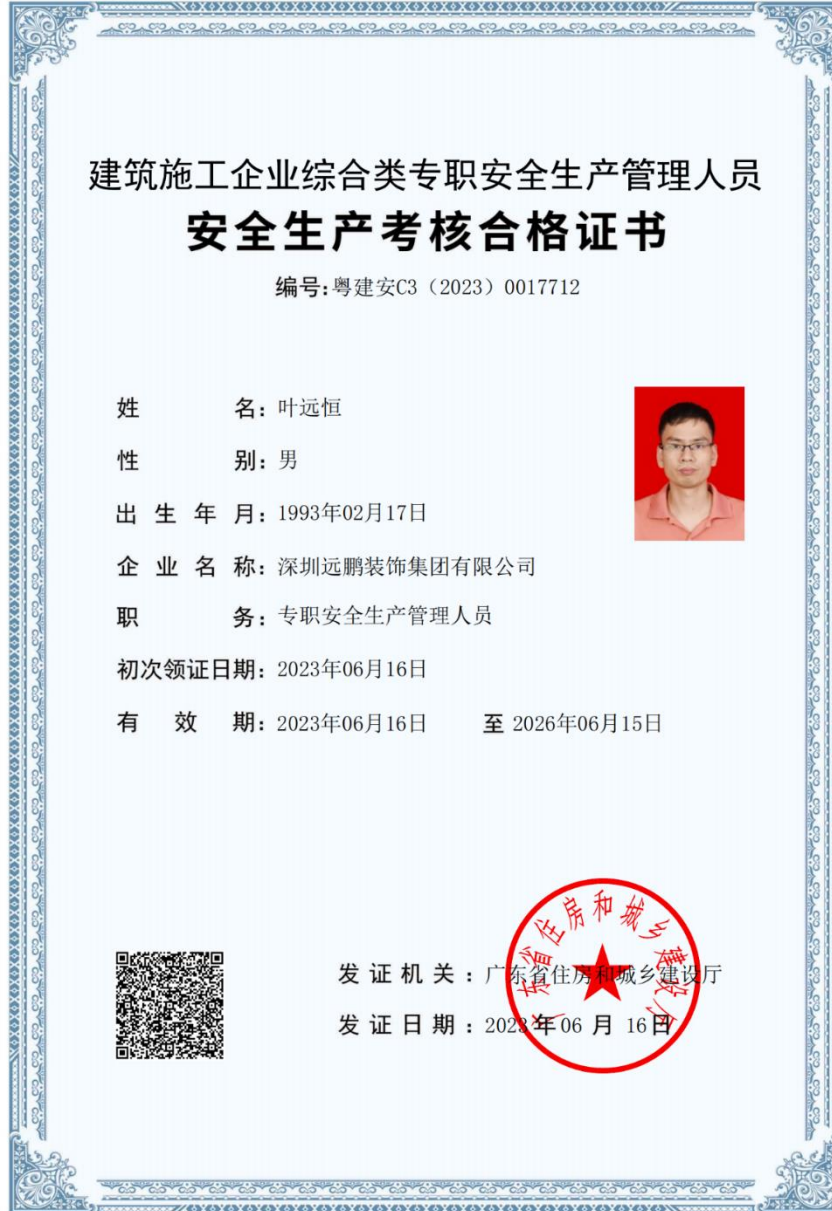 建筑施工企业综合类专职安全生产管理人员
安全生产考核合格证书
编号:粤建安C3（2023）0017712
姓 名：叶远恒
性 别：男
出 生 年 月：1993年02月17日
企 业 名 称：深圳远鹏装饰集团有限公司
职 务：专职安全生产管理人员
初次领证日期：2023年06月16日
有 效 期：2023年06月16日 至 2026年06月15日
广东省住房和城乡建设厅
发 证 机 关：广东省住房和城乡建设厅
发 证 日 期：2023 年 06 月 16 日